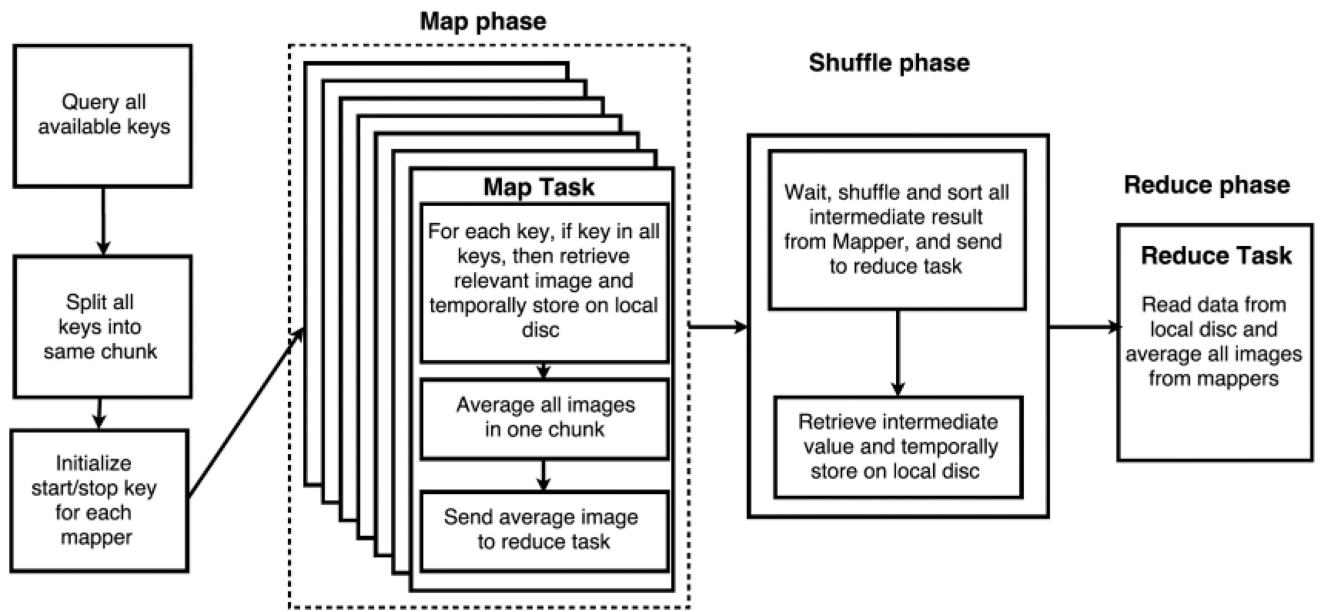 Query all
available keys
Split all
keys into
same chunk
Initialize
start/stop key
for each
mapper
Map phase
Map Task
For each key, if key in all
keys, then retrieve
relevant image and
temporally store on local
disc
Average all images
in one chunk
Send average image
to reduce task
Shuffle phase
Wait, shuffle and sort all
intermediate result
from Mapper, and send
to reduce task
Retrieve intermediate
value and temporally
store on local disc
Reduce phase
Reduce Task
Read data from
local disc and
average all images
from mappers